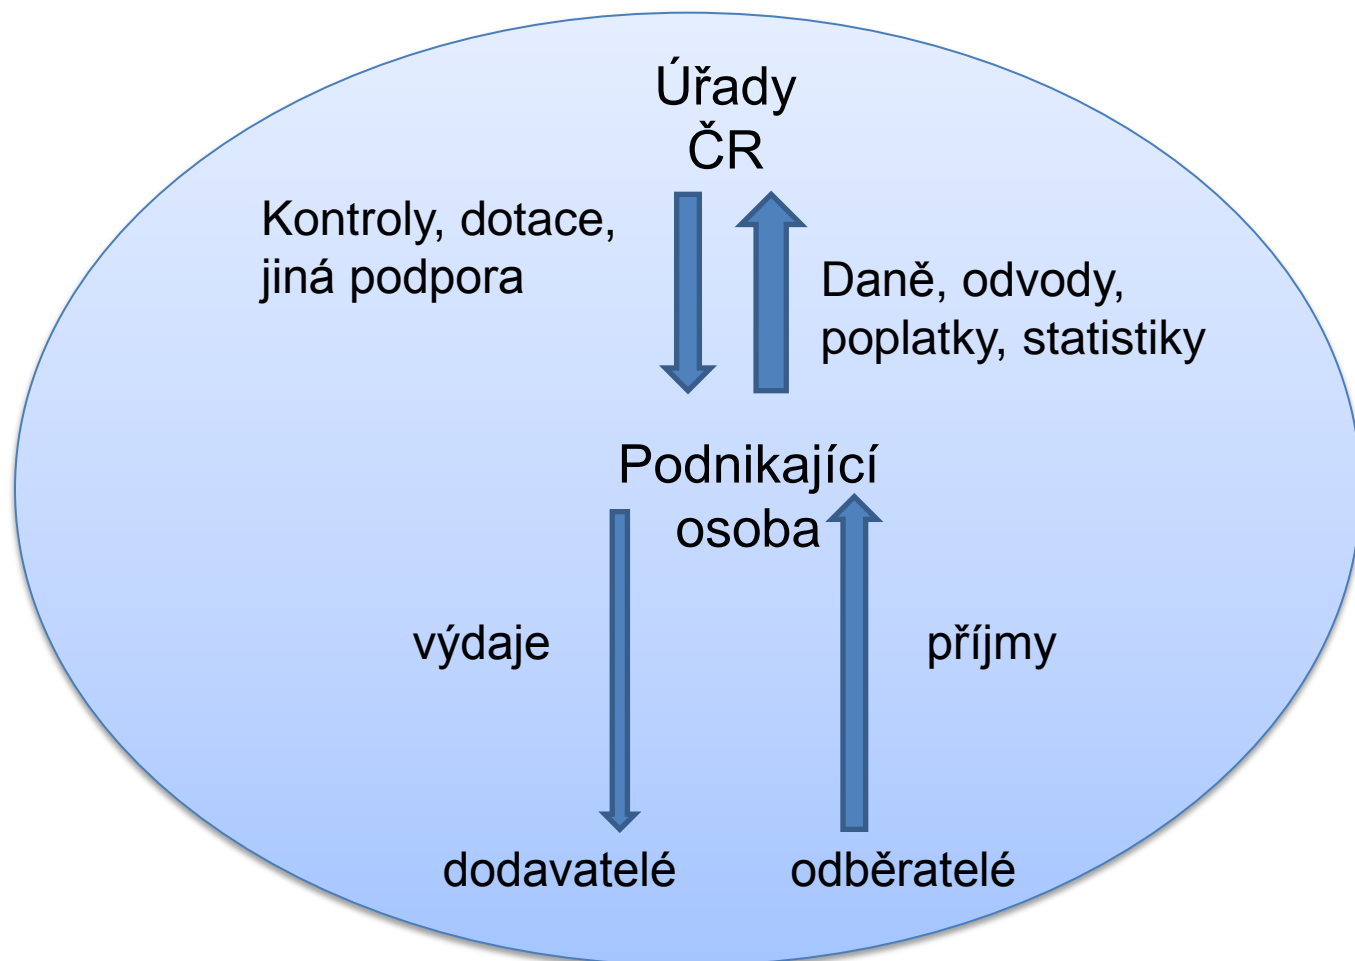 Úřady
ČR
Kontroly, dotace,
jiná podpora
Daně, odvody,
poplatky, statistiky
Podnikající
osoba
výdaje
příjmy
dodavatelé
odběratelé